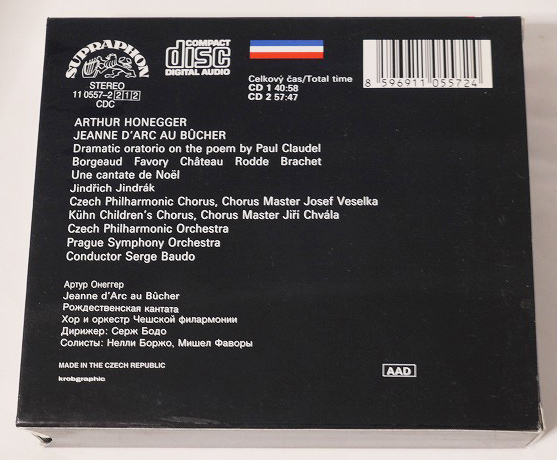 SUPRAPHON
COMPACT
disc
DIGITAL AUDIO
STEREO
11 0557-2 212
CDC
Celkový čas/Total time
CD 1 40:58
CD 2 57:47
8 596911 055724
ARTHUR HONEGGER
JEANNE D'ARC AU BÛCHER
Dramatic oratorio on the poem by Paul Claudel
Borgeaud Favory Château Rodde Brachet
Une cantate de Noël
Jindřich Jindrák
Czech Philharmonic Chorus, Chorus Master Josef Veselka
Kühn Children's Chorus, Chorus Master Jiří Chvála
Czech Philharmonic Orchestra
Prague Symphony Orchestra
Conductor Serge Baudo
Артур Онеггер
Jeanne d'Arc au Bûcher
Рождественская кантата
Хор и оркестр Чешской филармонии
Дирижер: Серж Бодо
Солисты: Нелли Боржо, Мишел Фаворы
MADE IN THE CZECH REPUBLIC
krobgraphic
AAD